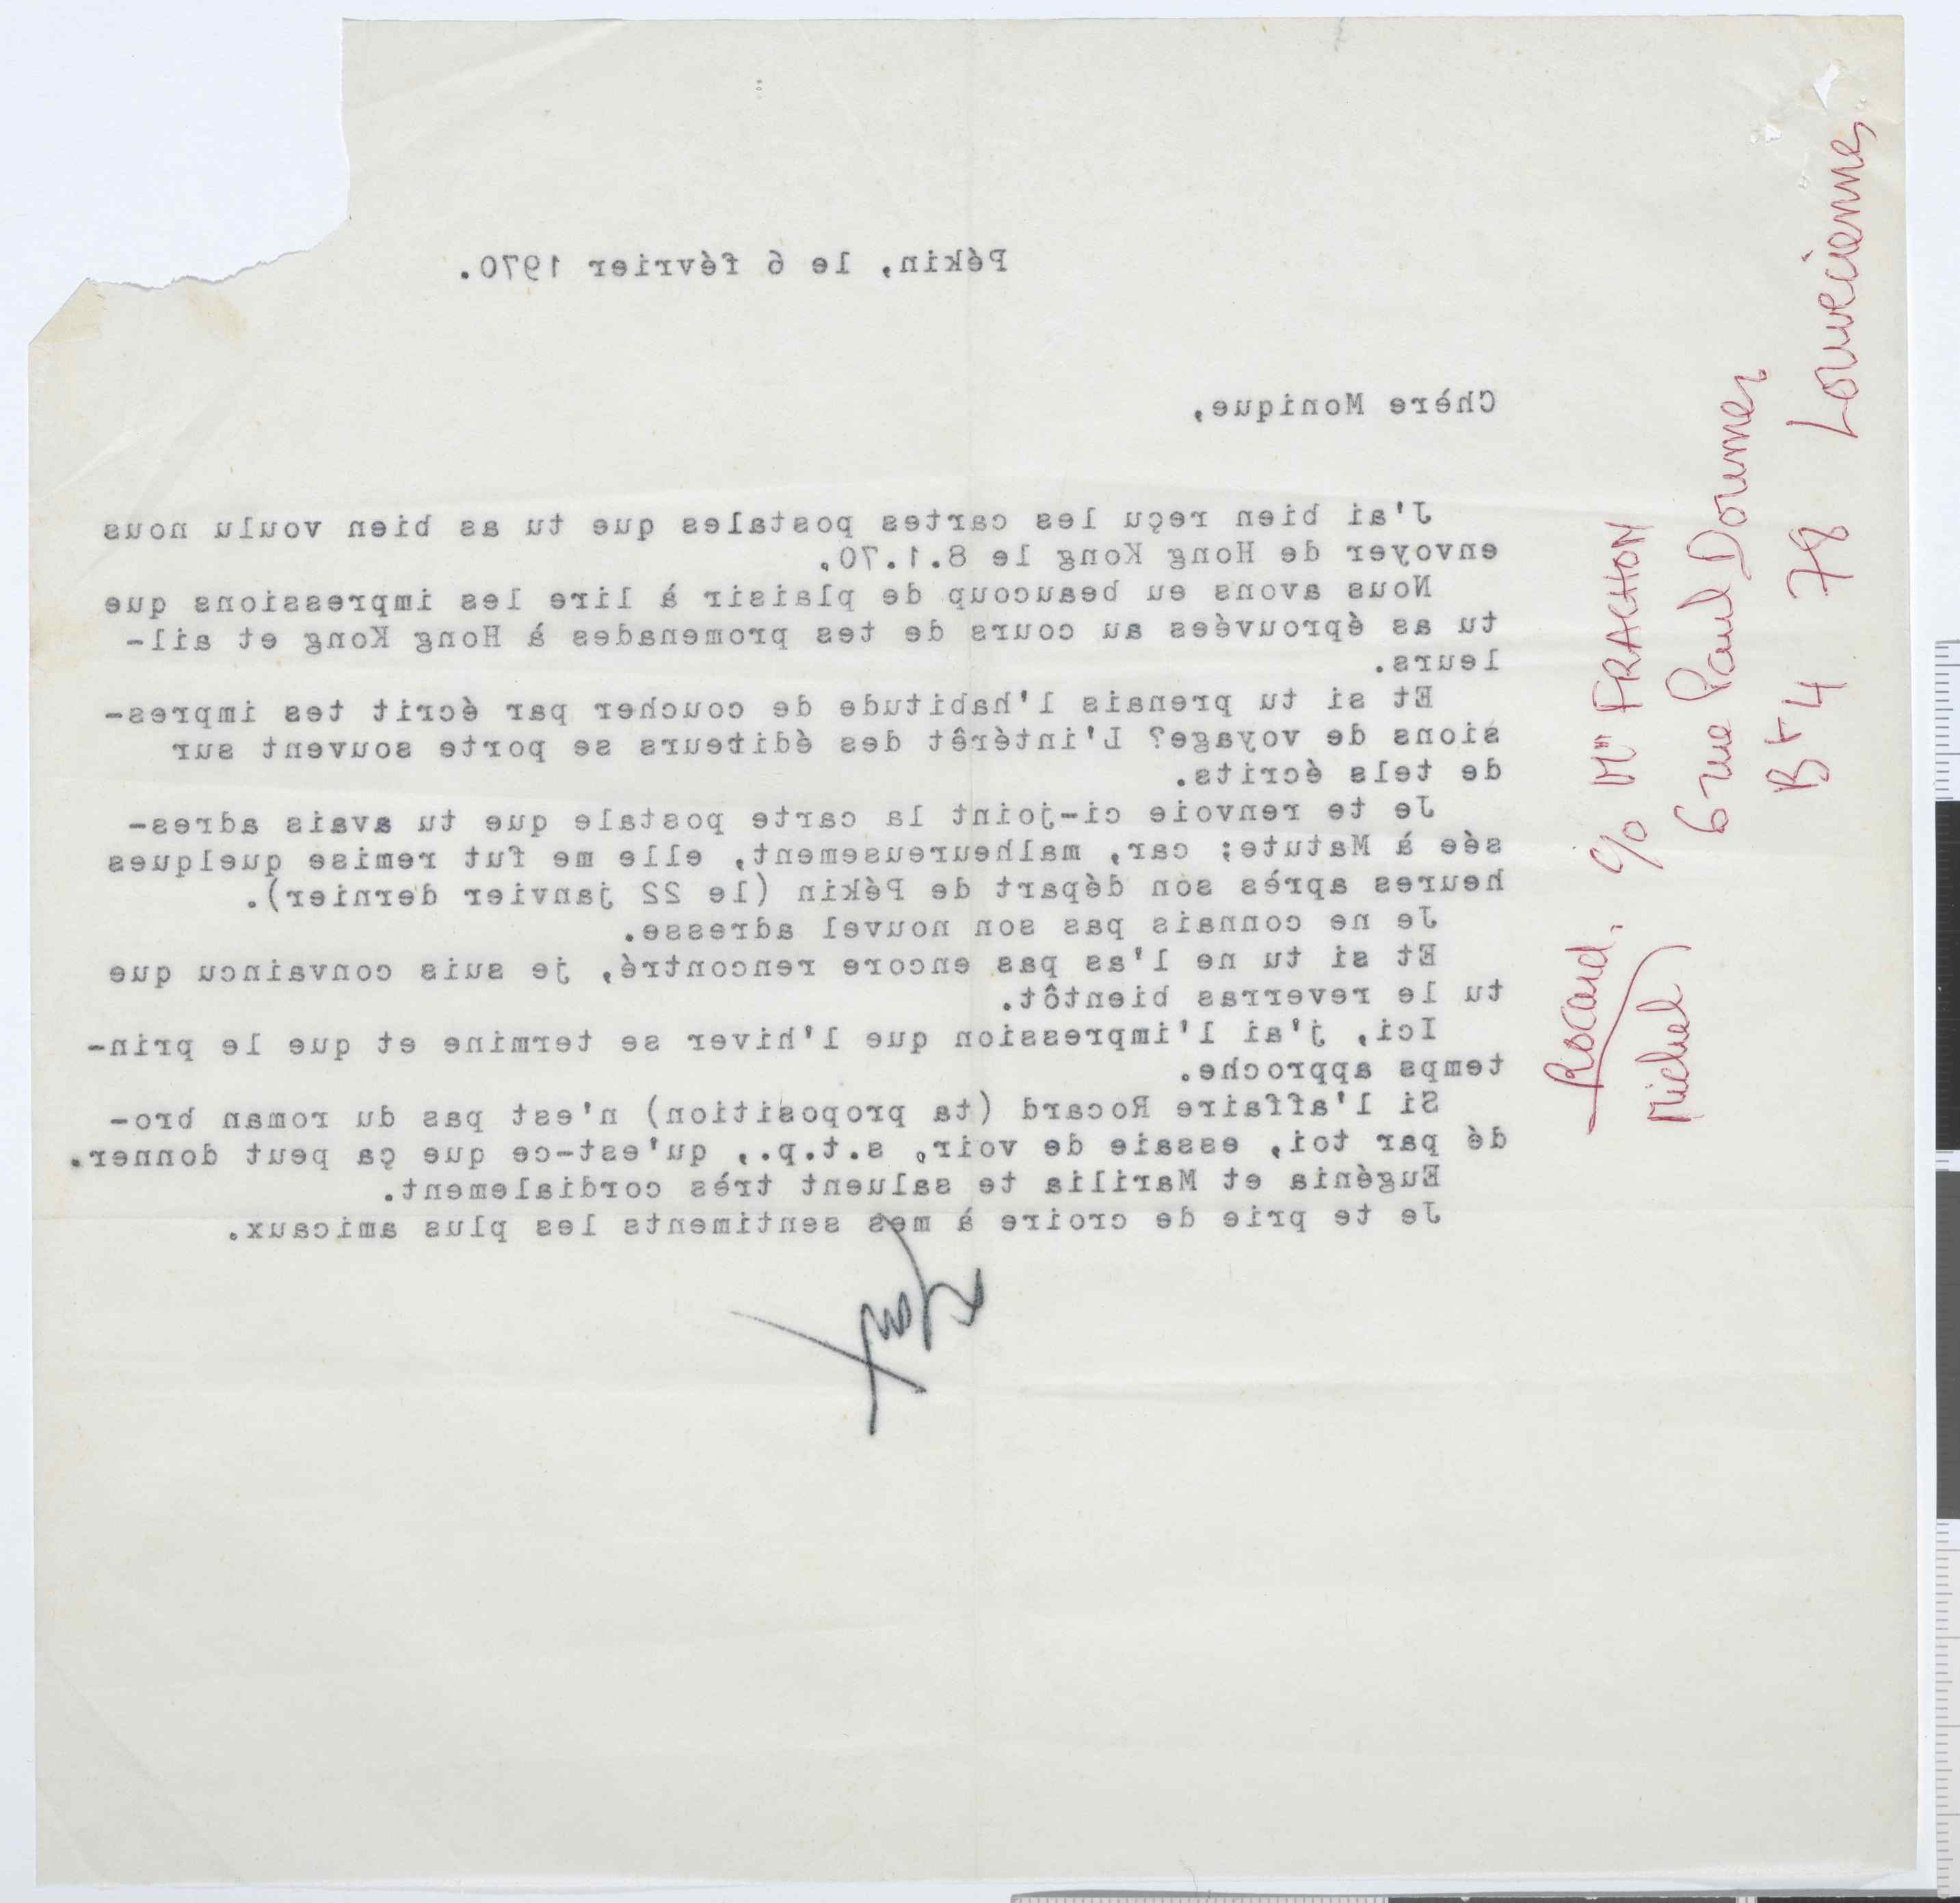 Pékin, le 6 février 1970.
Chère Monique,
J'ai bien reçu les cartes postales que tu as bien voulu nous
envoyer de Hong Kong le 8.1.70.
Nous avons eu beaucoup de plaisir à lire les impressions que
tu as éprouvées au cours de tes promenades à Hong Kong et ail-
leurs.
Et si tu prenais l'habitude de coucher par écrit tes impres-
sions de voyage? L'intérêt des éditeurs se porte souvent sur
de tels écrits.
Je te renvoie ci-joint la carte postale que tu avais adres-
sée à Matute; car, malheureusement, elle me fut remise quelques
heures après son départ de Pékin (le 22 janvier dernier).
Je ne connais pas son nouvel adresse.
Et si tu ne l'as pas encore rencontré, je suis convaincu que
tu le reverras bientôt.
Ici, j'ai l'impression que l'hiver se termine et que le prin-
temps approche.
Si l'affaire Rocard (ta proposition) n'est pas du roman bro-
dé par toi, essaie de voir, s.t.p., qu'est-ce que ça peut donner.
Eugénia et Marilia te saluent très cordialement.
Je te prie de croire à mes sentiments les plus amicaux.
Rocard. c/o Mme FRACHON
Michel
6 rue Paul Doumer
Bt 4 78 Louveciennes